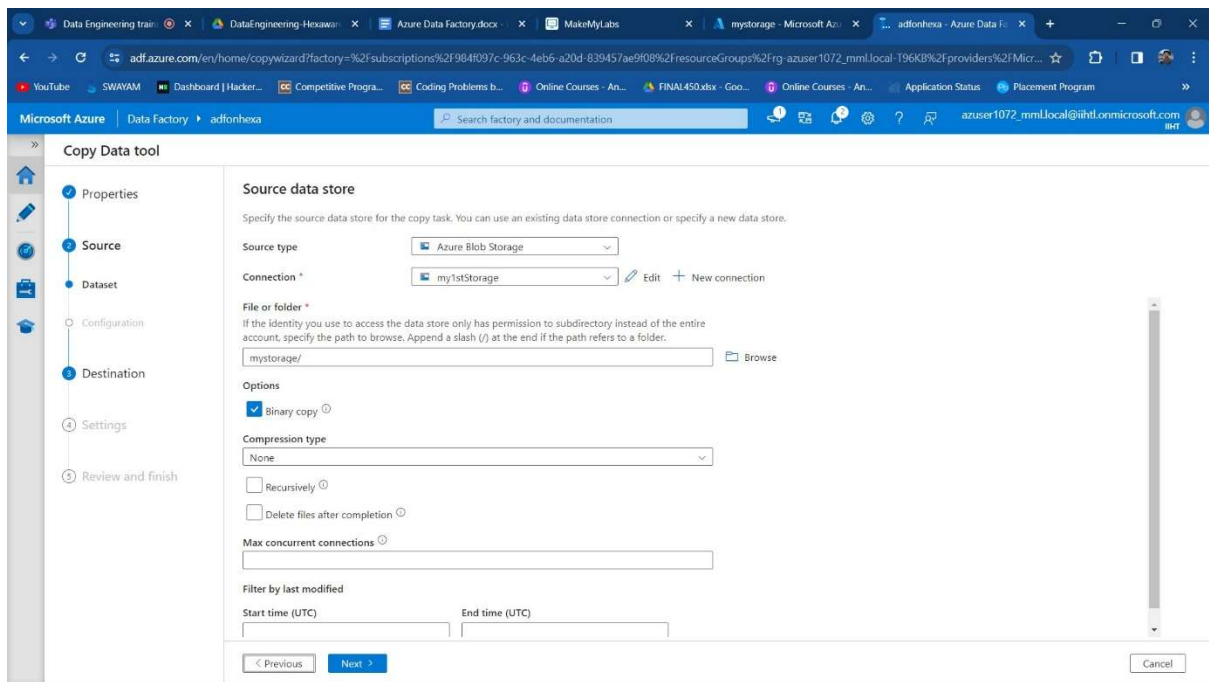 Data Engineering traini
DataEngineering-Hexawar
Azure Data Factory.docx -
MakeMyLabs
mystorage - Microsoft Azu
adfonhexa - Azure Data Fa
adf.azure.com/en/home/copywizard?factory=%2Fsubscriptions%2F984f097c-963c-4eb6-a20d-839457ae9f08%2FresourceGroups%2Frg-azuser1072_mml.local-T96KB%2Fproviders%2FMicr...
YouTube SWAYAM Dashboard | Hacker... Competitive Progra... Coding Problems b... Online Courses - An... FINAL450.xlsx - Goo... Online Courses - An... Application Status Placement Program »
Microsoft Azure | Data Factory ▸ adfonhexa
Search factory and documentation
1
2
azuser1072_mml.local@iihtl.onmicrosoft.com
IIHT
»
Copy Data tool
Properties
2 Source
Dataset
Configuration
3 Destination
4 Settings
5 Review and finish
Source data store
Specify the source data store for the copy task. You can use an existing data store connection or specify a new data store.
Source type Azure Blob Storage
Connection * my1stStorage Edit + New connection
File or folder *
If the identity you use to access the data store only has permission to subdirectory instead of the entire
account, specify the path to browse. Append a slash (/) at the end if the path refers to a folder.
mystorage/ Browse
Options
Binary copy
Compression type
None
Recursively
Delete files after completion
Max concurrent connections
Filter by last modified
Start time (UTC) End time (UTC)
< Previous Next > Cancel